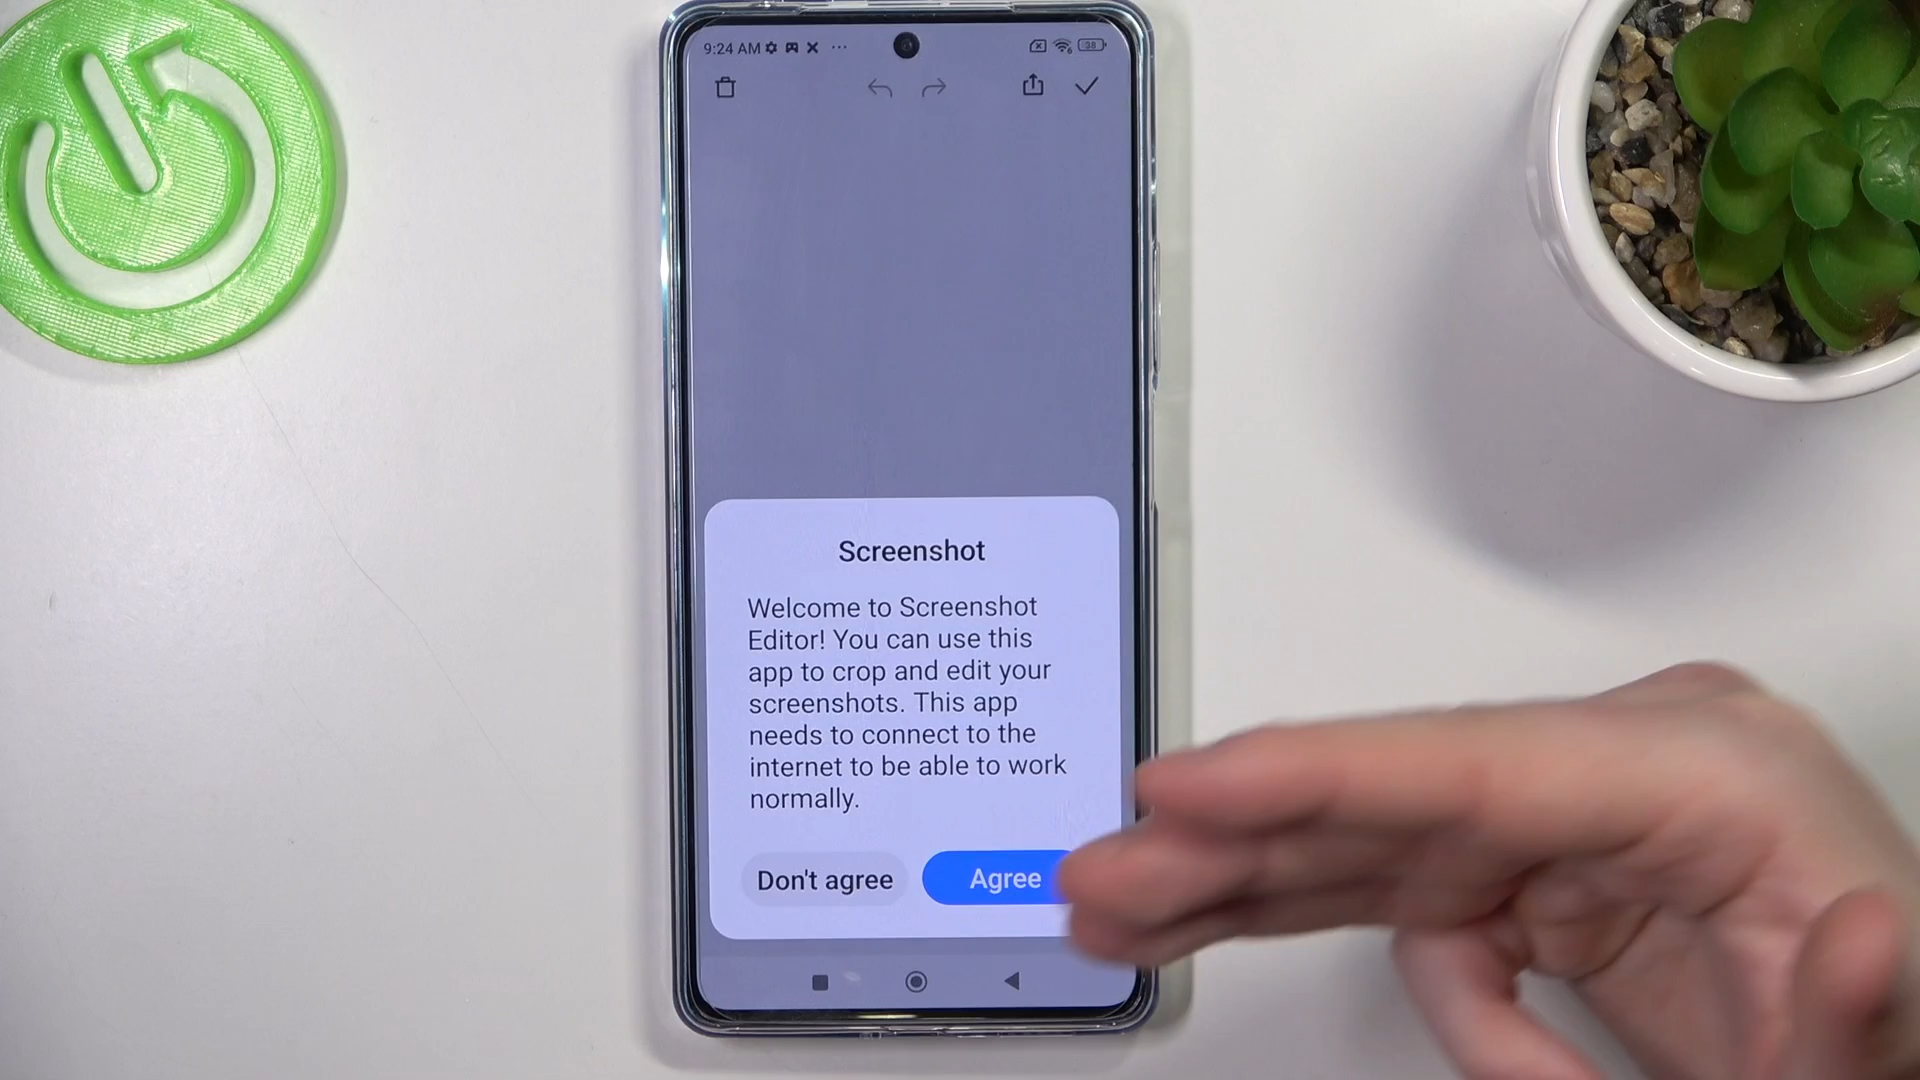 9:24 AM
38
Screenshot
Welcome to Screenshot
Editor! You can use this
app to crop and edit your
screenshots. This app
needs to connect to the
internet to be able to work
normally.
Don't agree
Agree